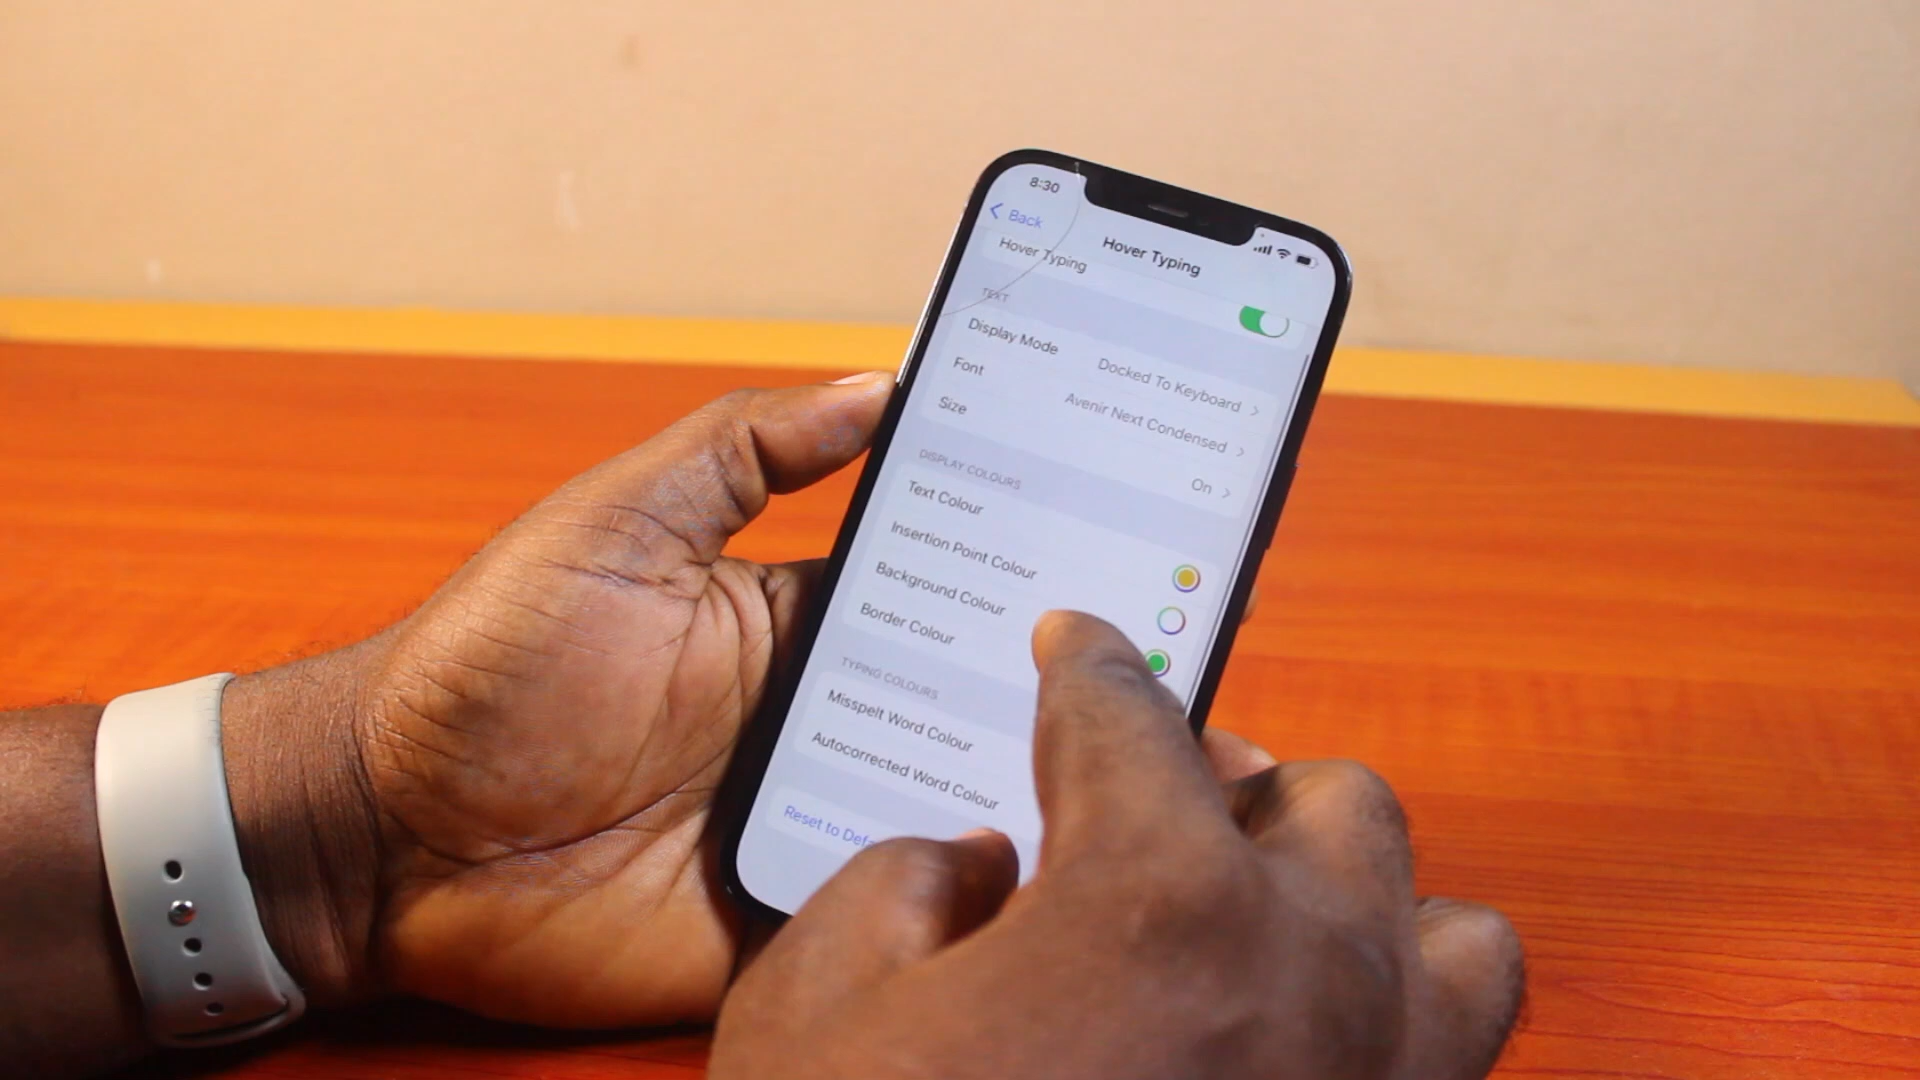 8:30
Back
Hover Typing
Hover Typing
TEXT
Display Mode Docked To Keyboard
Font Avenir Next Condensed
Size On
DISPLAY COLOURS
Text Colour
Insertion Point Colour
Background Colour
Border Colour
TYPING COLOURS
Misspelt Word Colour
Autocorrected Word Colour
Reset to Defa